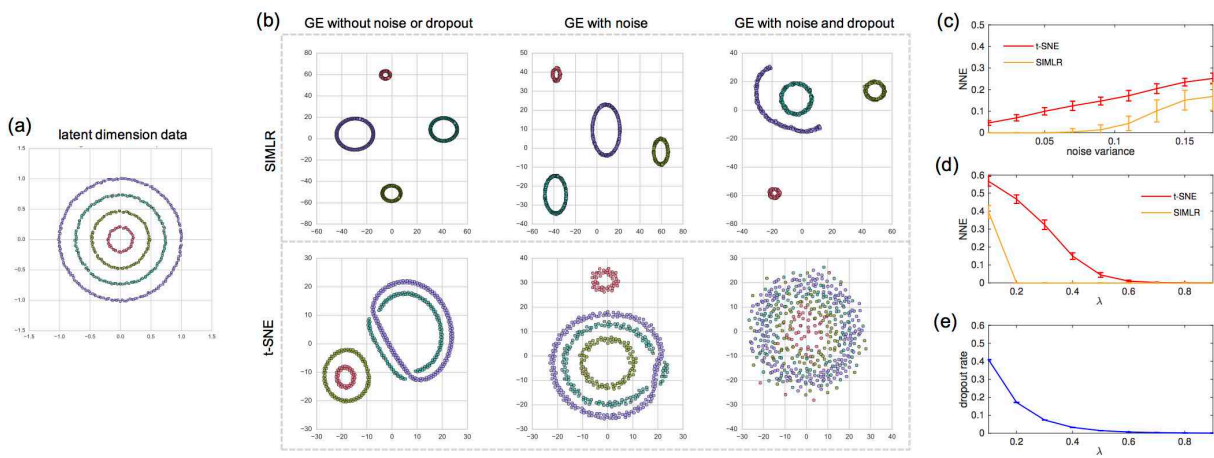 (a)
latent dimension data
1.5
1.0
0.5
0.0
−0.5
−1.0
−1.5
−1.5 −1.0 −0.5 0.0 0.5 1.0 1.5
(b)
GE without noise or dropout
GE with noise
GE with noise and dropout
SIMLR
80
60
40
20
0
−20
−40
−60
−80
−60 −40 −20 0 20 40 60
50
40
30
20
10
0
−10
−20
−30
−40
−60 −40 −20 0 20 40 60 80
40
20
0
−20
−40
−60
−80
−40 −20 0 20 40 60
t-SNE
30
20
10
0
−10
−20
−30
−30 −20 −10 0 10 20 30
40
30
20
10
0
−10
−20
−30
−30 −20 −10 0 10 20 30
30
20
10
0
−10
−20
−30
−40
−40 −30 −20 −10 0 10 20 30 40
(c)
0.5
0.4
0.3
0.2
0.1
0
NNE
t-SNE
SIMLR
0.05 0.1 0.15
noise variance
(d)
0.6
0.5
0.4
0.3
0.2
0.1
0
NNE
t-SNE
SIMLR
0.2 0.4 0.6 0.8
λ
(e)
0.6
0.5
0.4
0.3
0.2
0.1
0
dropout rate
0.2 0.4 0.6 0.8
λ